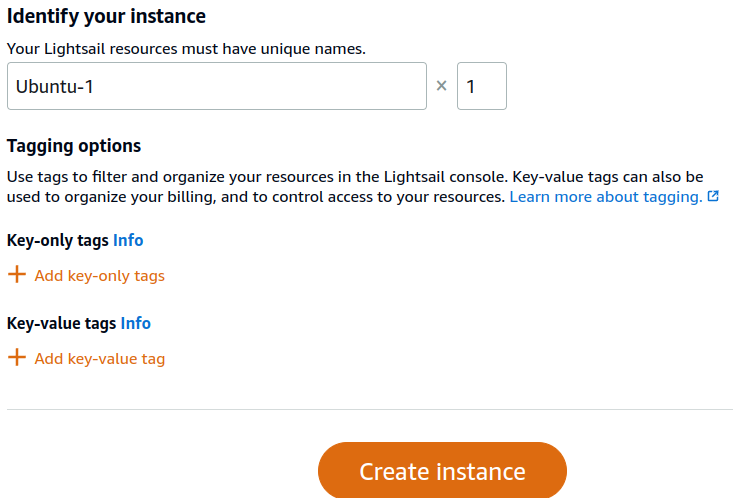 Identify your instance
Your Lightsail resources must have unique names.
Ubuntu-1 × 1
Tagging options
Use tags to filter and organize your resources in the Lightsail console. Key-value tags can also be
used to organize your billing, and to control access to your resources. Learn more about tagging.
Key-only tags Info
+ Add key-only tags
Key-value tags Info
+ Add key-value tag
Create instance